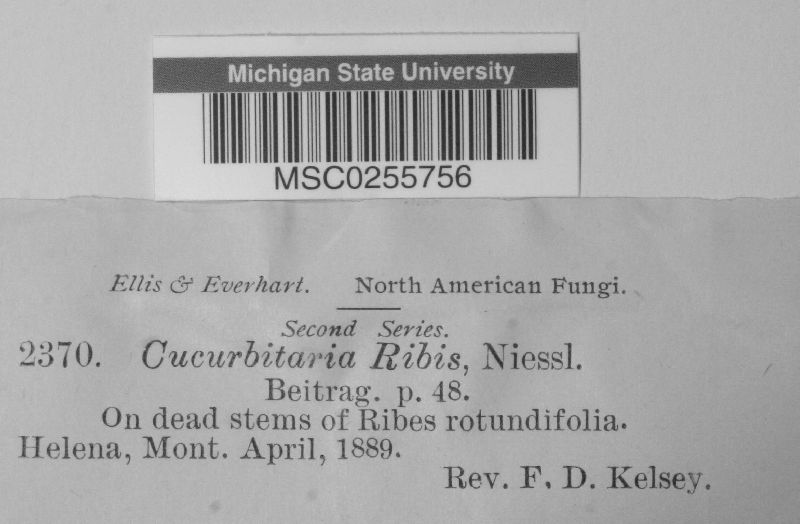 Michigan State University
MSC0255756
Ellis & Everhart. North American Fungi.
Second Series.
2370. Cucurbitaria Ribis, Niessl.
Beitrag. p. 48.
On dead stems of Ribes rotundifolia.
Helena, Mont. April, 1889.
Rev. F. D. Kelsey.